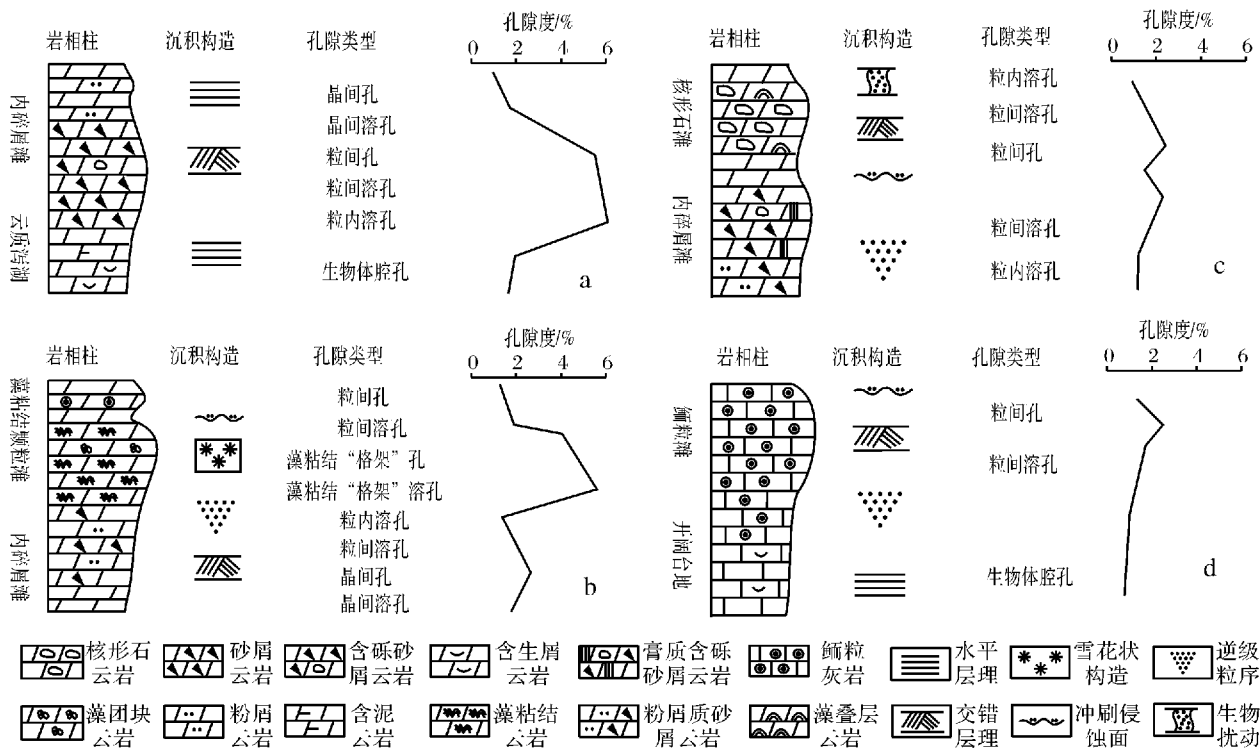 岩相柱 沉积构造 孔隙类型 孔隙度/%
0 2 4 6
内碎屑滩
云质泻湖
晶间孔
晶间溶孔
粒间孔
粒间溶孔
粒内溶孔
生物体腔孔
a
岩相柱 沉积构造 孔隙类型 孔隙度/%
0 2 4 6
核形石滩
内碎屑滩
粒内溶孔
粒间溶孔
粒间孔
粒间溶孔
粒内溶孔
c
岩相柱 沉积构造 孔隙类型 孔隙度/%
0 2 4 6
藻粘结颗粒滩
内碎屑滩
粒间孔
粒间溶孔
藻粘结“格架”孔
藻粘结“格架”溶孔
粒内溶孔
粒间溶孔
晶间孔
晶间溶孔
b
岩相柱 沉积构造 孔隙类型 孔隙度/%
0 2 4 6
鲕粒滩
开阔台地
粒间孔
粒间溶孔
生物体腔孔
d
核形石
云岩
砂屑
云岩
含砾砂
屑云岩
含生屑
云岩
膏质含砾
砂屑云岩
鲕粒
灰岩
水平
层理
雪花状
构造
逆级
粒序
藻团块
云岩
粉屑
云岩
含泥
云岩
藻粘结
云岩
粉屑质砂
屑云岩
藻叠层
云岩
交错
层理
冲刷侵
蚀面
生物
扰动